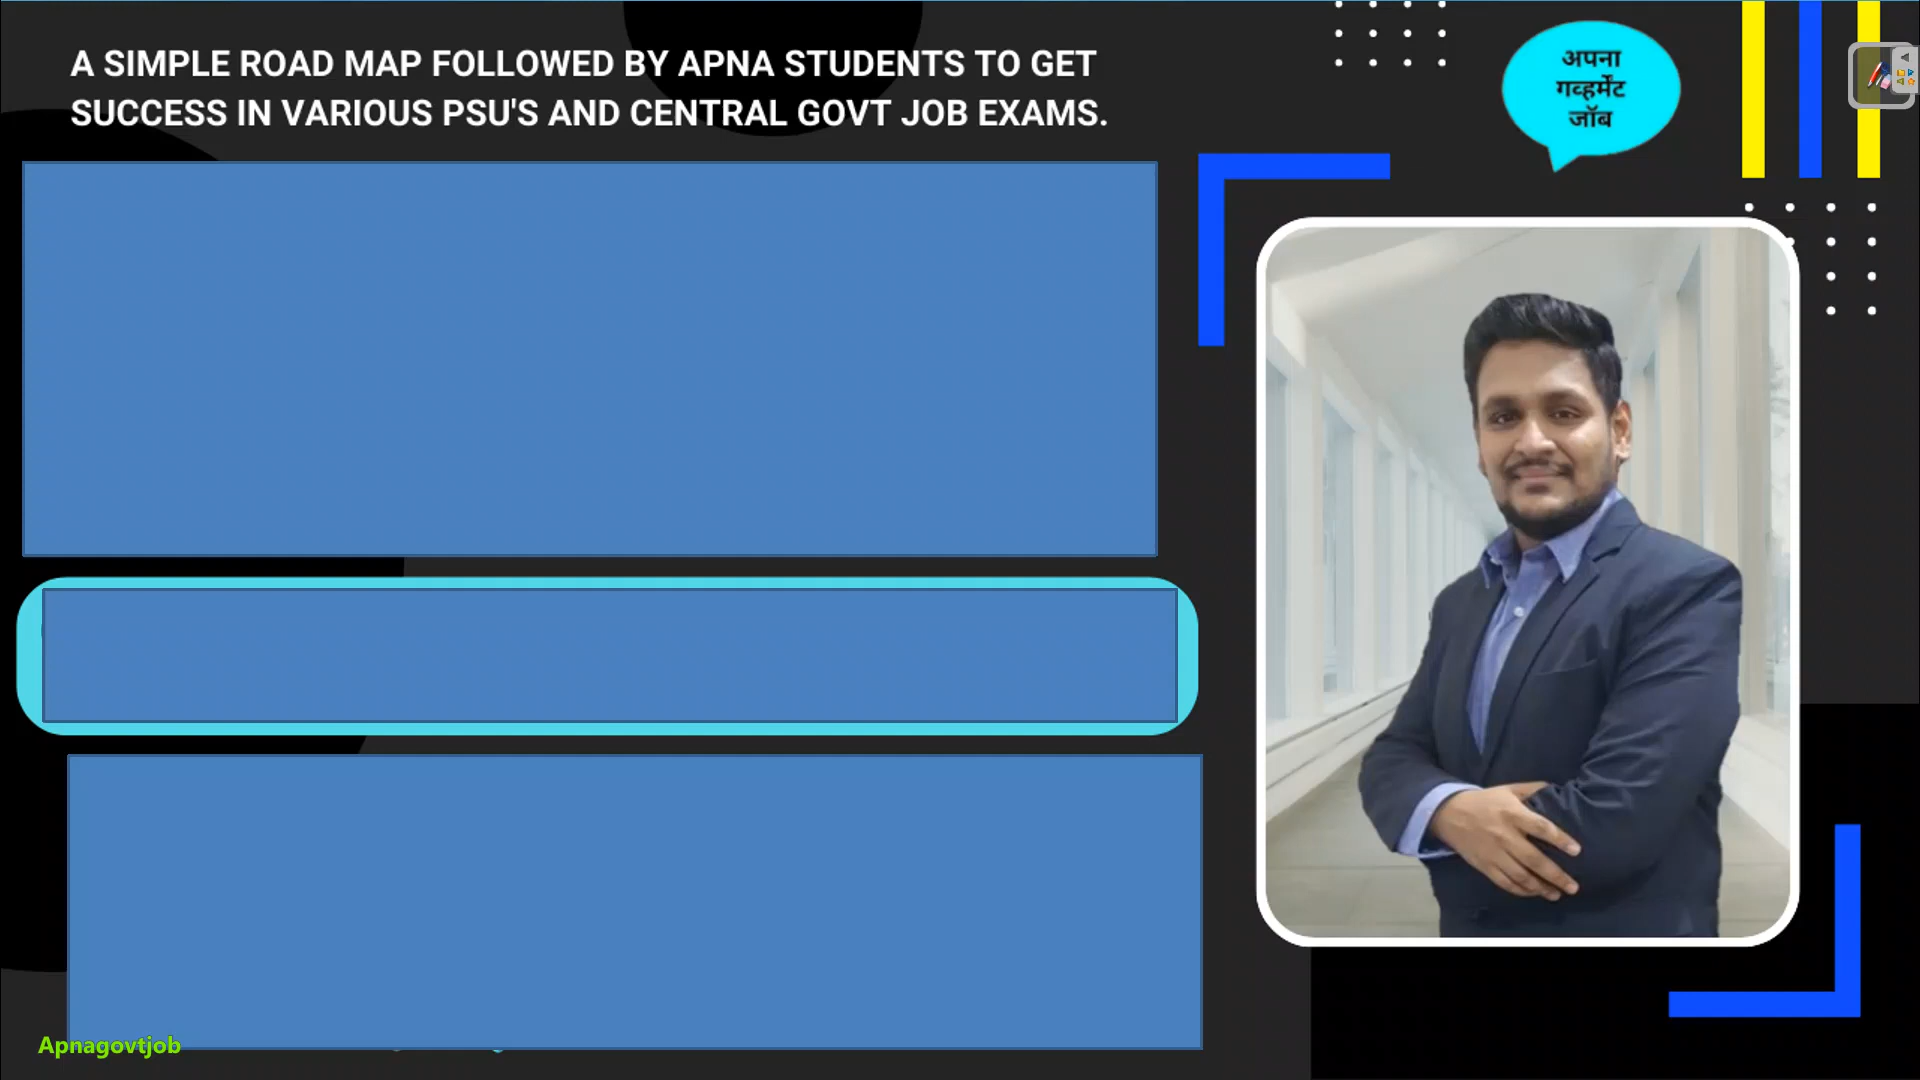 A SIMPLE ROAD MAP FOLLOWED BY APNA STUDENTS TO GET
SUCCESS IN VARIOUS PSU'S AND CENTRAL GOVT JOB EXAMS.
अपना
गव्हर्मेंट
जॉब
Apnagovtjob